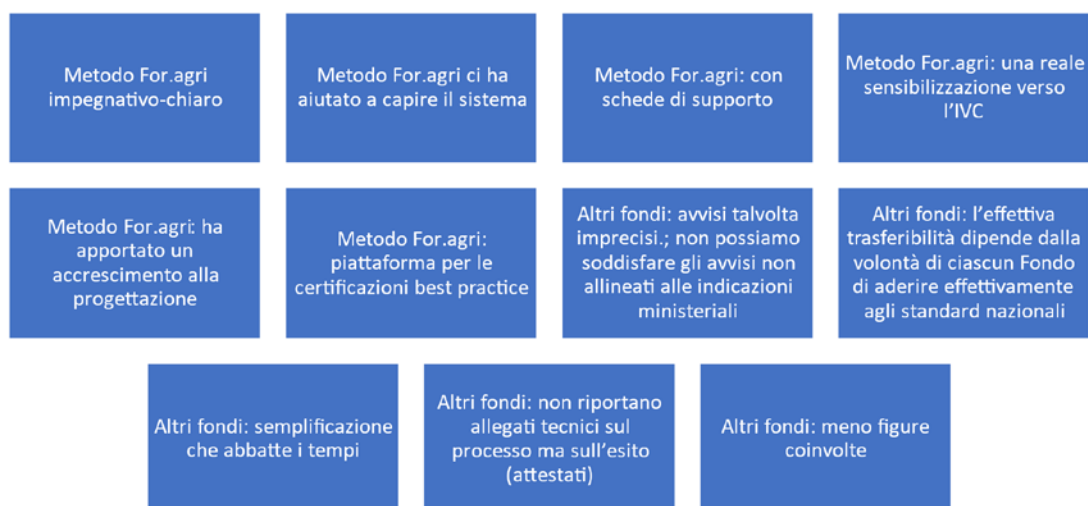 Metodo For.agri
impegnativo-chiaro
Metodo For.agri ci ha
aiutato a capire il sistema
Metodo For.agri: con
schede di supporto
Metodo For.agri: una reale
sensibilizzazione verso
l'IVC
Metodo For.agri: ha
apportato un
accrescimento alla
progettazione
Metodo For.agri:
piattaforma per le
certificazioni best practice
Altri fondi: avvisi talvolta
imprecisi.; non possiamo
soddisfare gli avvisi non
allineati alle indicazioni
ministeriali
Altri fondi: l'effettiva
trasferibilità dipende dalla
volontà di ciascun Fondo
di aderire effettivamente
agli standard nazionali
Altri fondi: semplificazione
che abbatte i tempi
Altri fondi: non riportano
allegati tecnici sul
processo ma sull'esito
(attestati)
Altri fondi: meno figure
coinvolte